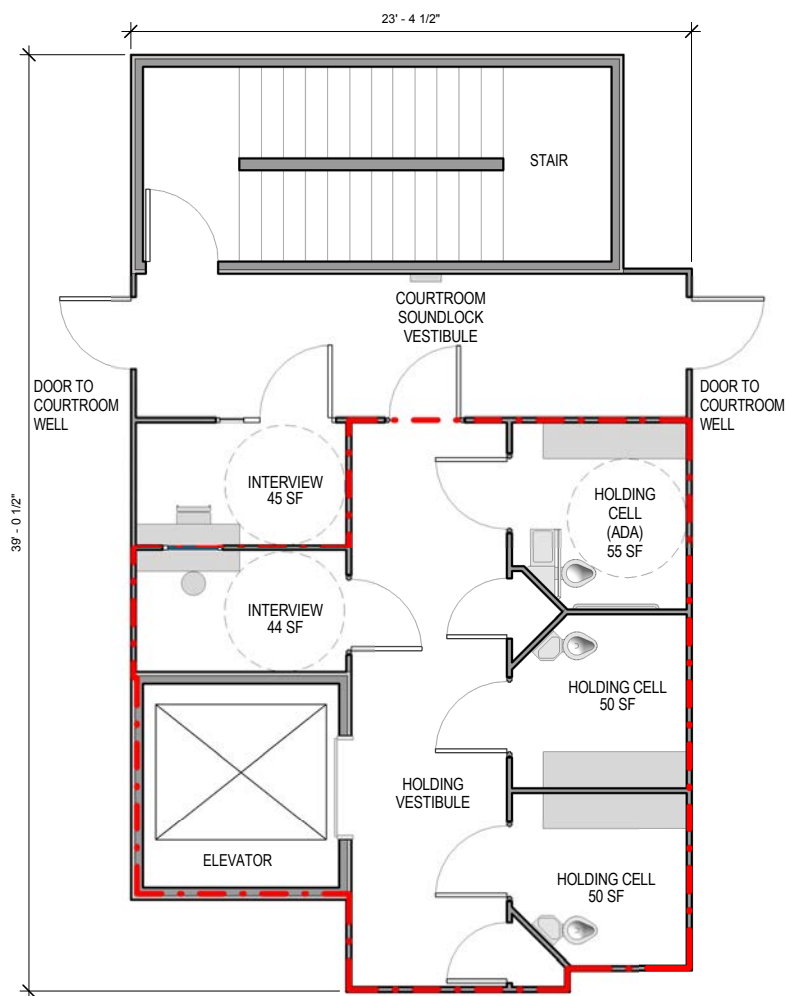 23' - 4 1/2"
STAIR
COURTROOM
SOUNDLOCK
VESTIBULE
DOOR TO
COURTROOM
WELL
DOOR TO
COURTROOM
WELL
39' - 0 1/2"
INTERVIEW
45 SF
HOLDING
CELL
(ADA)
55 SF
INTERVIEW
44 SF
HOLDING CELL
50 SF
HOLDING
VESTIBULE
ELEVATOR
HOLDING CELL
50 SF